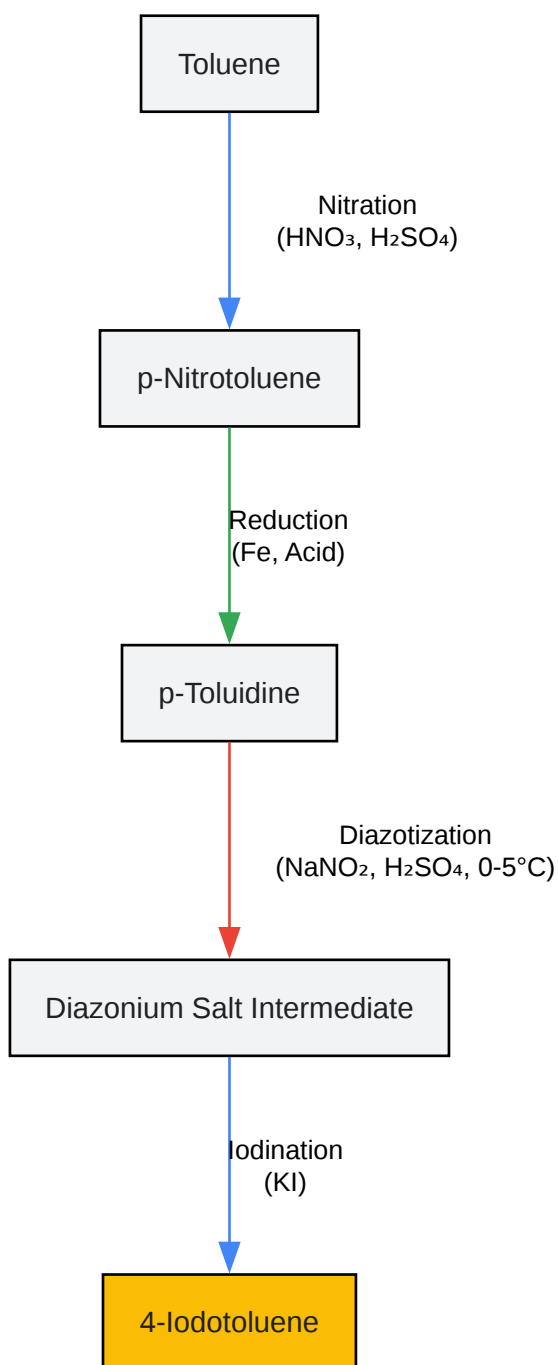 Toluene
Nitration
(HNO₃, H₂SO₄)
p-Nitrotoluene
Reduction
(Fe, Acid)
p-Toluidine
Diazotization
(NaNO₂, H₂SO₄, 0-5°C)
Diazonium Salt Intermediate
Iodination
(KI)
4-Iodotoluene